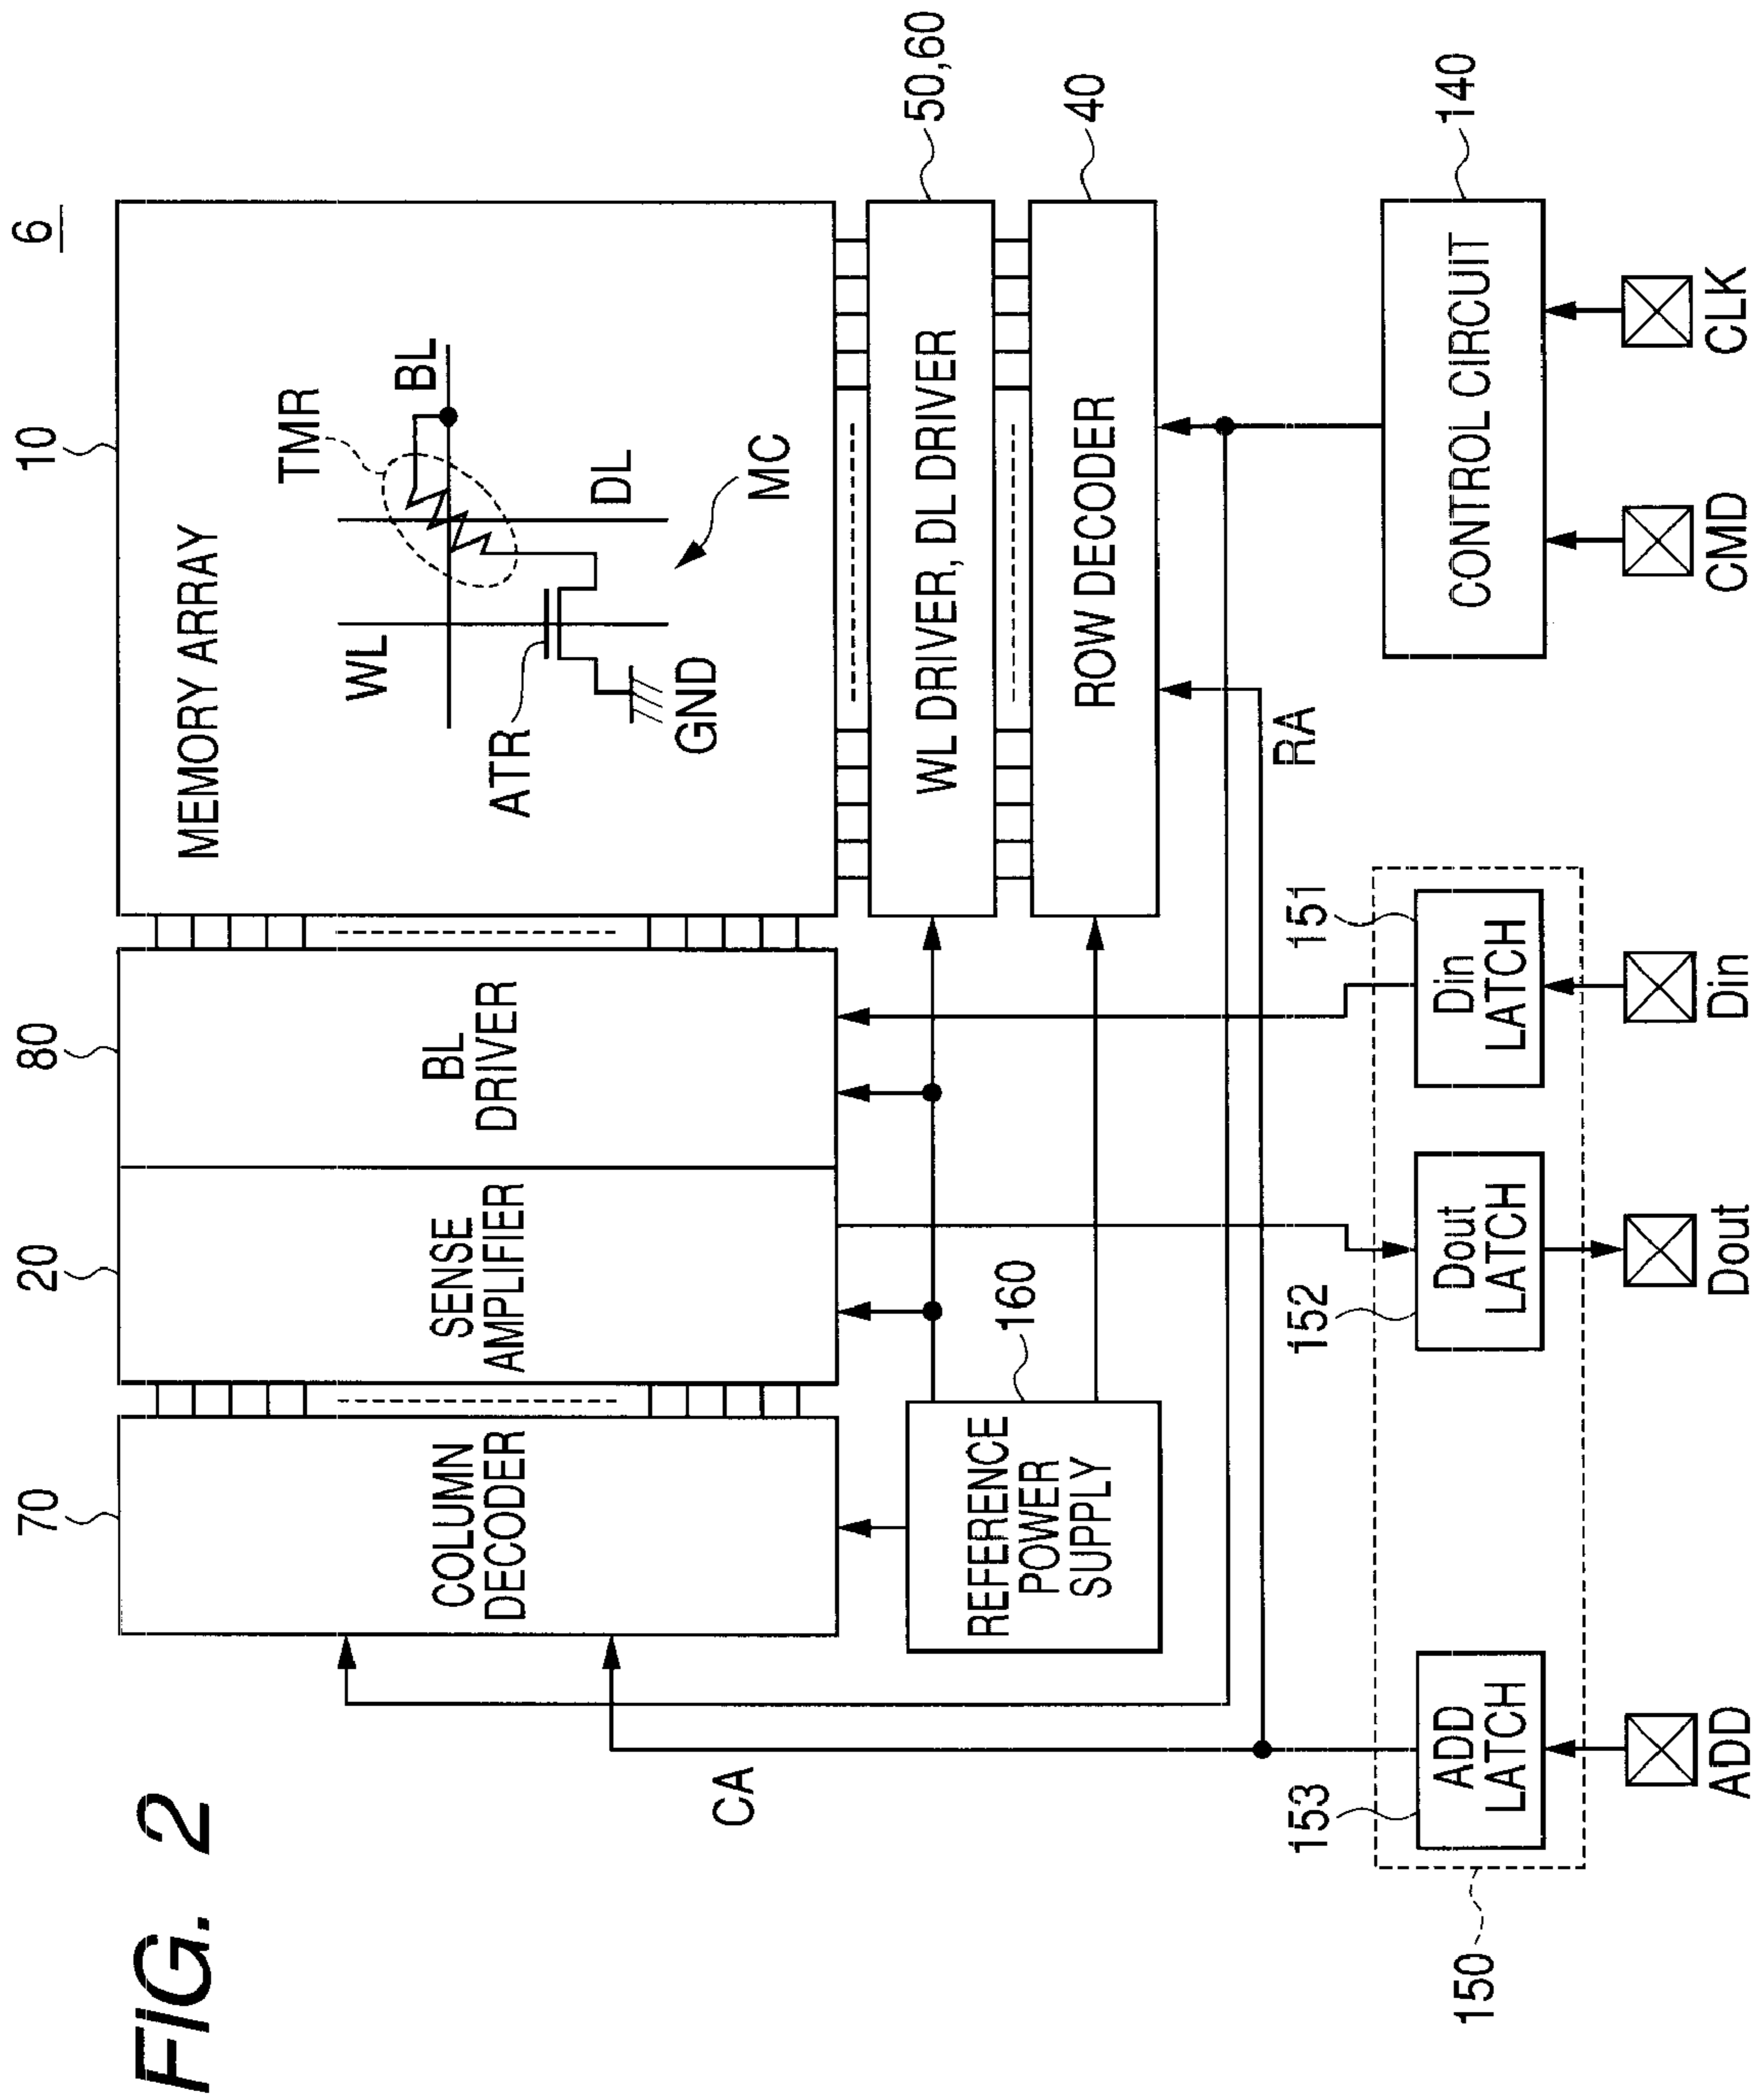 FIG. 2
6
70
20
80
10
COLUMN
DECODER
SENSE
AMPLIFIER
BL
DRIVER
MEMORY ARRAY
TMR
BL
WL
DL
ATR
MC
GND
WL DRIVER, DL DRIVER
50,60
ROW DECODER
40
REFERENCE
POWER
SUPPLY
160
CA
RA
153
152
151
140
ADD
LATCH
Dout
LATCH
Din
LATCH
CONTROL CIRCUIT
150
ADD
Dout
Din
CMD
CLK